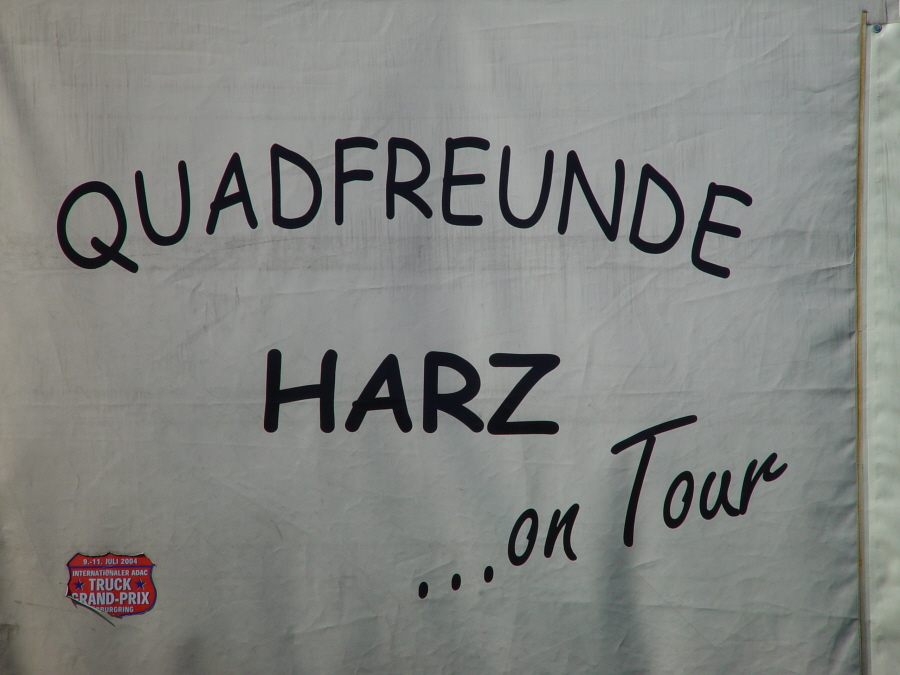 QUADFREUNDE
HARZ
...on Tour
9.-11. JULI 2004
INTERNATIONALER ADAC
TRUCK
GRAND-PRIX